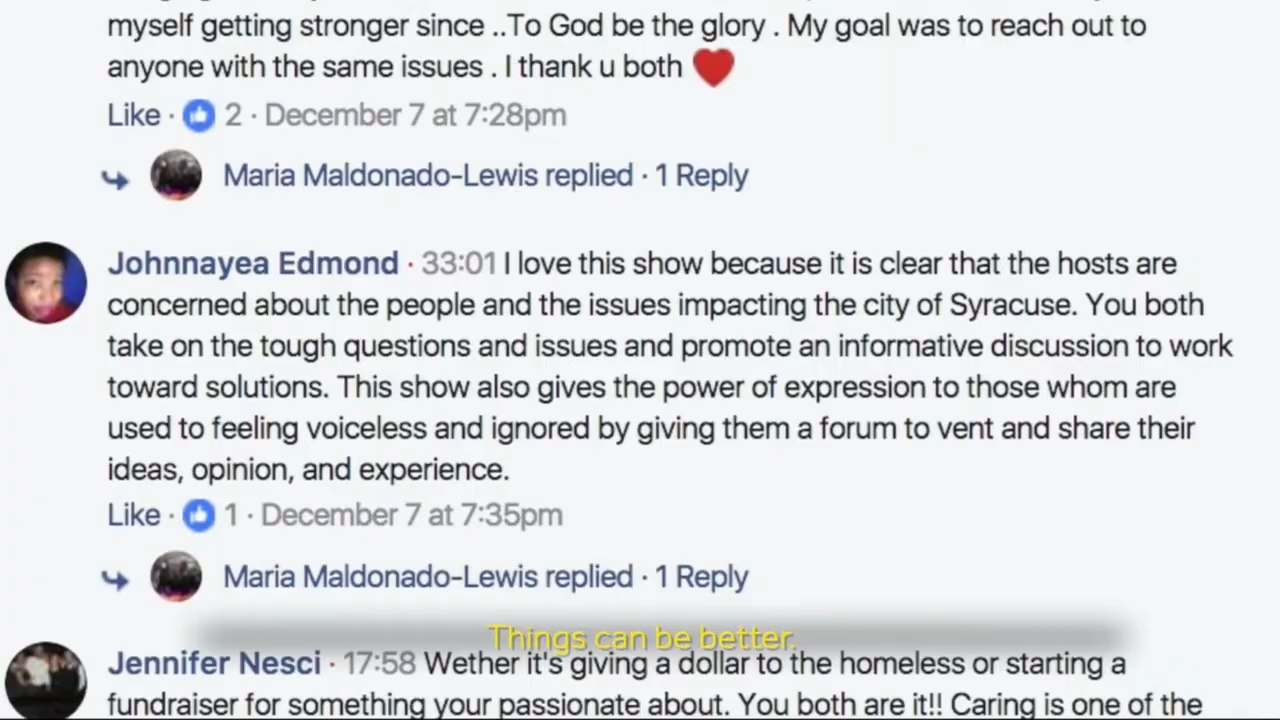 myself getting stronger since ..To God be the glory . My goal was to reach out to
anyone with the same issues . I thank u both
Like · 2 · December 7 at 7:28pm
Maria Maldonado-Lewis replied · 1 Reply
Johnnayea Edmond · 33:01 I love this show because it is clear that the hosts are
concerned about the people and the issues impacting the city of Syracuse. You both
take on the tough questions and issues and promote an informative discussion to work
toward solutions. This show also gives the power of expression to those whom are
used to feeling voiceless and ignored by giving them a forum to vent and share their
ideas, opinion, and experience.
Like · 1 · December 7 at 7:35pm
Maria Maldonado-Lewis replied · 1 Reply
Things can be better.
Jennifer Nesci · 17:58 Wether it's giving a dollar to the homeless or starting a
fundraiser for something your passionate about. You both are it!! Caring is one of the